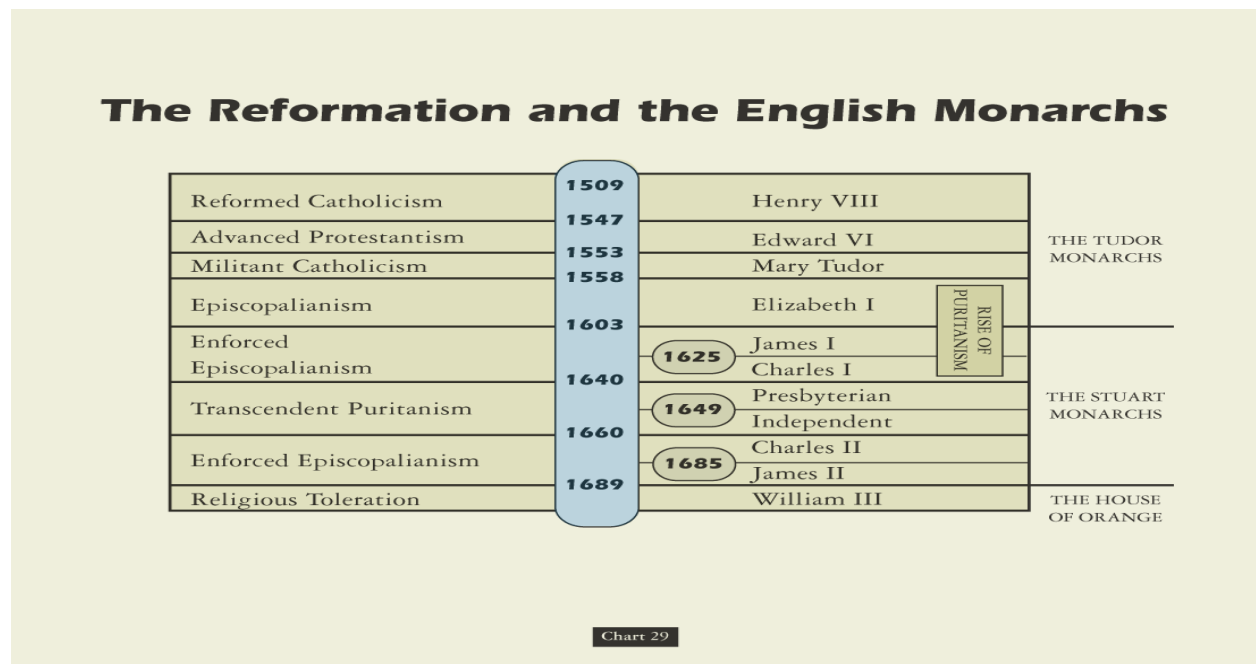 The Reformation and the English Monarchs
1509
Reformed Catholicism
Henry VIII
1547
Advanced Protestantism
Edward VI
THE TUDOR
MONARCHS
1553
Militant Catholicism
Mary Tudor
1558
Episcopalianism
Elizabeth I
RISE OF
PURITANISM
1603
Enforced
Episcopalianism
James I
1625
Charles I
1640
Transcendent Puritanism
Presbyterian
1649
Independent
THE STUART
MONARCHS
1660
Enforced Episcopalianism
Charles II
1685
James II
1689
Religious Toleration
William III
THE HOUSE
OF ORANGE
Chart 29